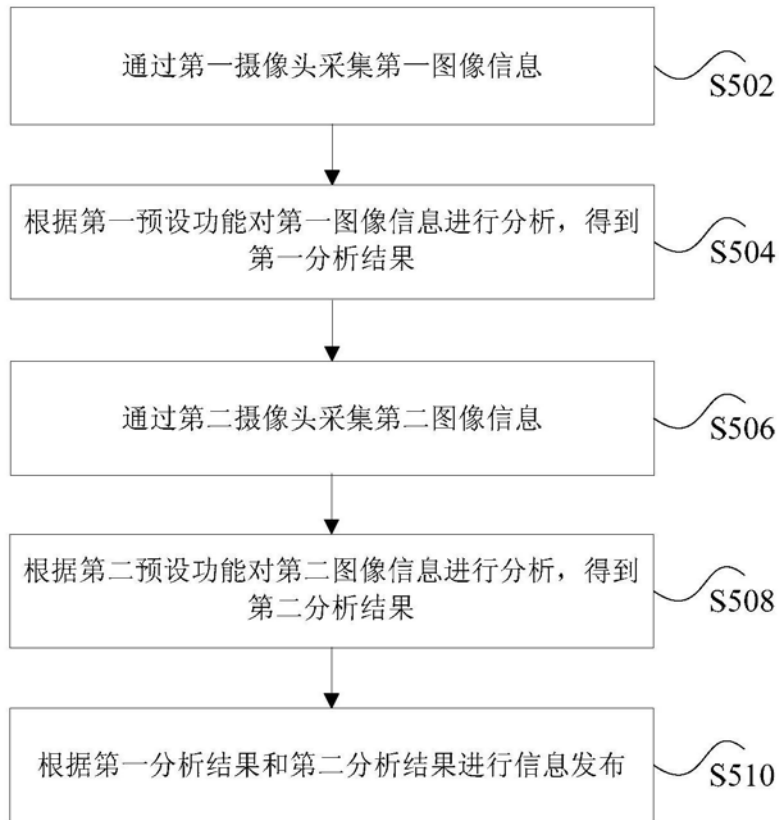 通过第一摄像头采集第一图像信息
S502
根据第一预设功能对第一图像信息进行分析，得到
第一分析结果
S504
通过第二摄像头采集第二图像信息
S506
根据第二预设功能对第二图像信息进行分析，得到
第二分析结果
S508
根据第一分析结果和第二分析结果进行信息发布
S510